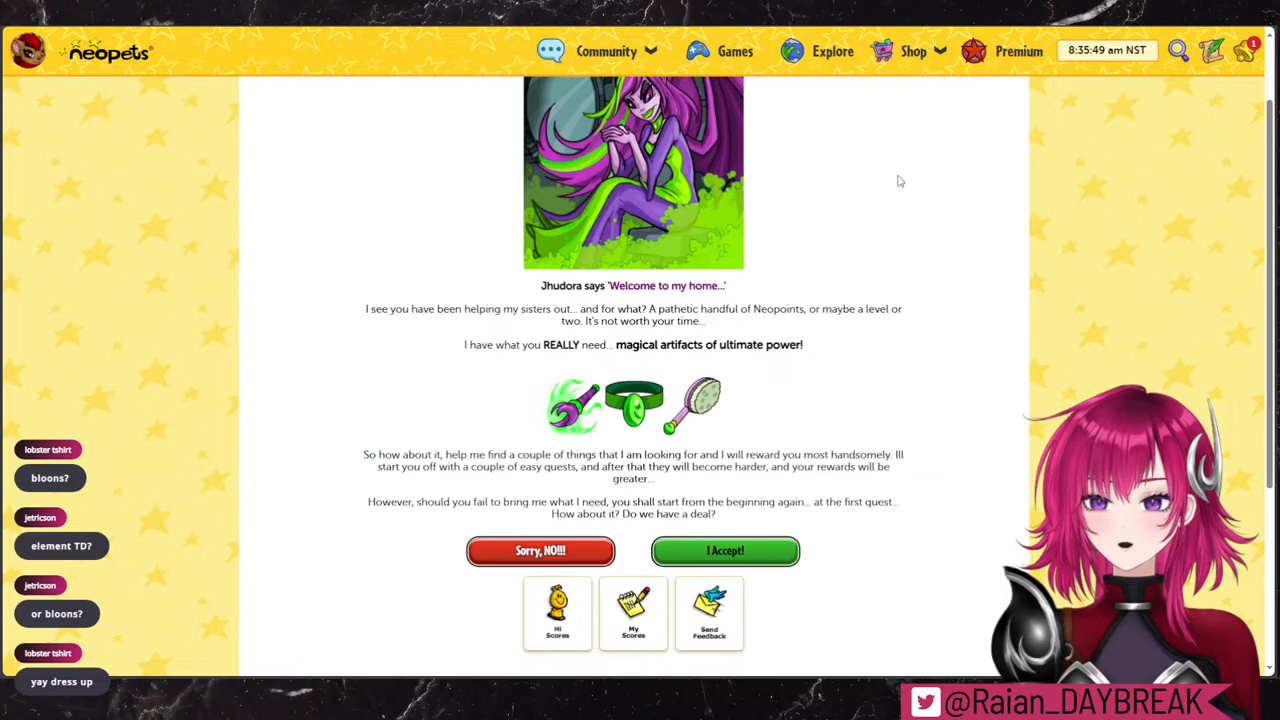 neopets
Community
Games
Explore
Shop
Premium
8:35:49 am NST
1
Jhudora says 'Welcome to my home...'
I see you have been helping my sisters out... and for what? A pathetic handful of Neopoints, or maybe a level or
two. It's not worth your time...
I have what you REALLY need... magical artifacts of ultimate power!
So how about it, help me find a couple of things that I am looking for and I will reward you most handsomely. Ill
start you off with a couple of easy quests, and after that they will become harder, and your rewards will be
greater...
However, should you fail to bring me what I need, you shall start from the beginning again... at the first quest...
How about it? Do we have a deal?
Sorry, NO!!!
I Accept!
Hi
Scores
My
Scores
Send
Feedback
lobster tshirt
bloons?
jetricson
element TD?
jetricson
or bloons?
lobster tshirt
yay dress up
@Raian_DAYBREAK